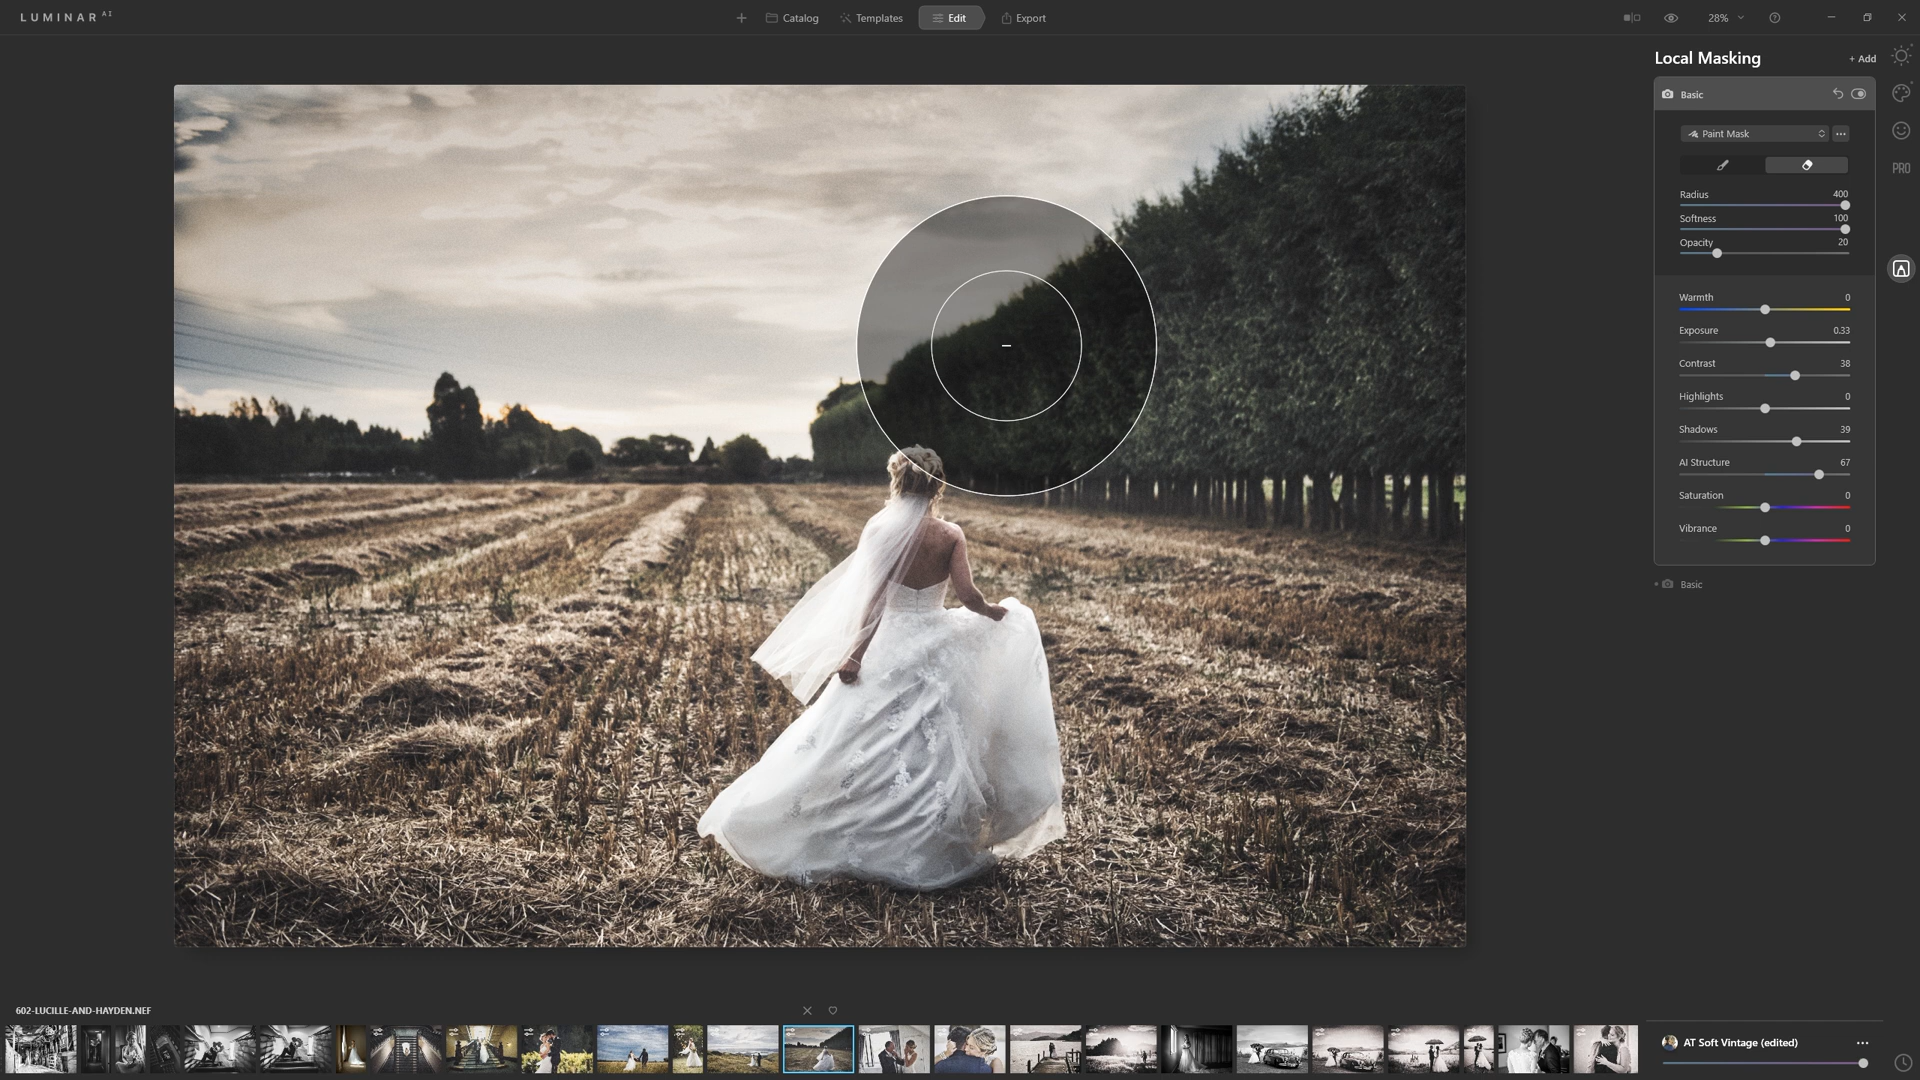 LUMINAR AI
Catalog
Templates
Edit
Export
28%
Local Masking
+ Add
Basic
Paint Mask
Radius 400
Softness 100
Opacity 20
Warmth 0
Exposure 0.33
Contrast 38
Highlights 0
Shadows 39
AI Structure 67
Saturation 0
Vibrance 0
Basic
PRO
602-LUCILLE-AND-HAYDEN.NEF
AT Soft Vintage (edited)